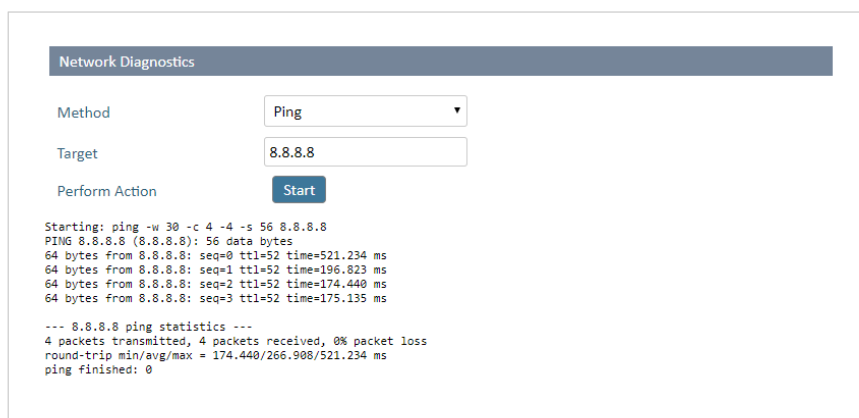 Network Diagnostics
Method Ping
Target 8.8.8.8
Perform Action Start
Starting: ping -w 30 -c 4 -4 -s 56 8.8.8.8
PING 8.8.8.8 (8.8.8.8): 56 data bytes
64 bytes from 8.8.8.8: seq=0 ttl=52 time=521.234 ms
64 bytes from 8.8.8.8: seq=1 ttl=52 time=196.823 ms
64 bytes from 8.8.8.8: seq=2 ttl=52 time=174.440 ms
64 bytes from 8.8.8.8: seq=3 ttl=52 time=175.135 ms
--- 8.8.8.8 ping statistics ---
4 packets transmitted, 4 packets received, 0% packet loss
round-trip min/avg/max = 174.440/266.908/521.234 ms
ping finished: 0